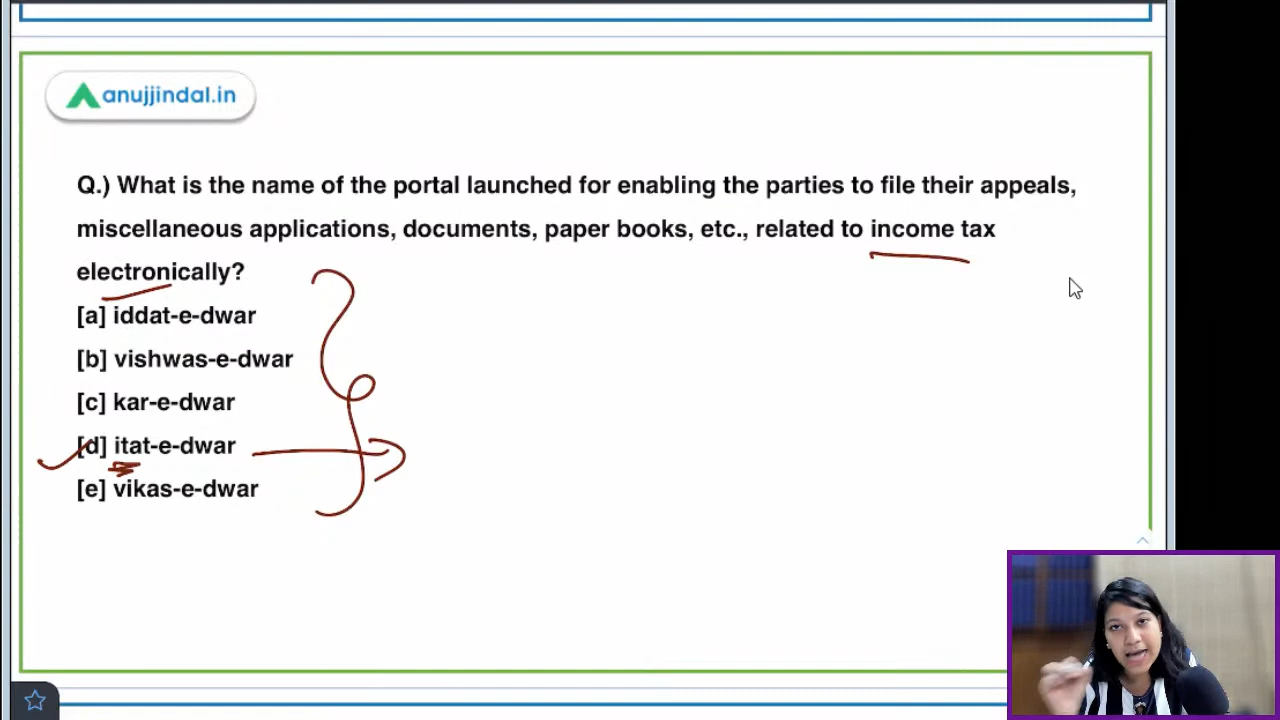 anujjindal.in
Q.) What is the name of the portal launched for enabling the parties to file their appeals,
miscellaneous applications, documents, paper books, etc., related to income tax
electronically?
[a] iddat-e-dwar
[b] vishwas-e-dwar
[c] kar-e-dwar
[d] itat-e-dwar
[e] vikas-e-dwar